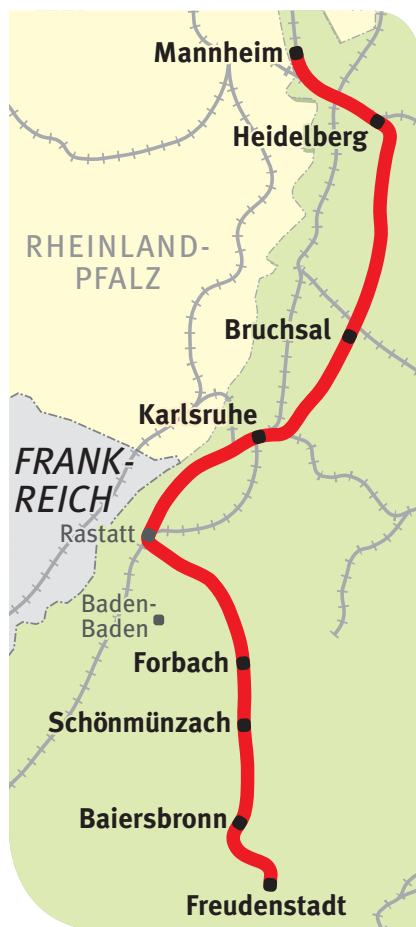 Mannheim
Heidelberg
RHEINLAND-
PFALZ
Bruchsal
Karlsruhe
FRANK-
REICH
Rastatt
Baden-
Baden
Forbach
Schönmünzach
Baiersbronn
Freudenstadt